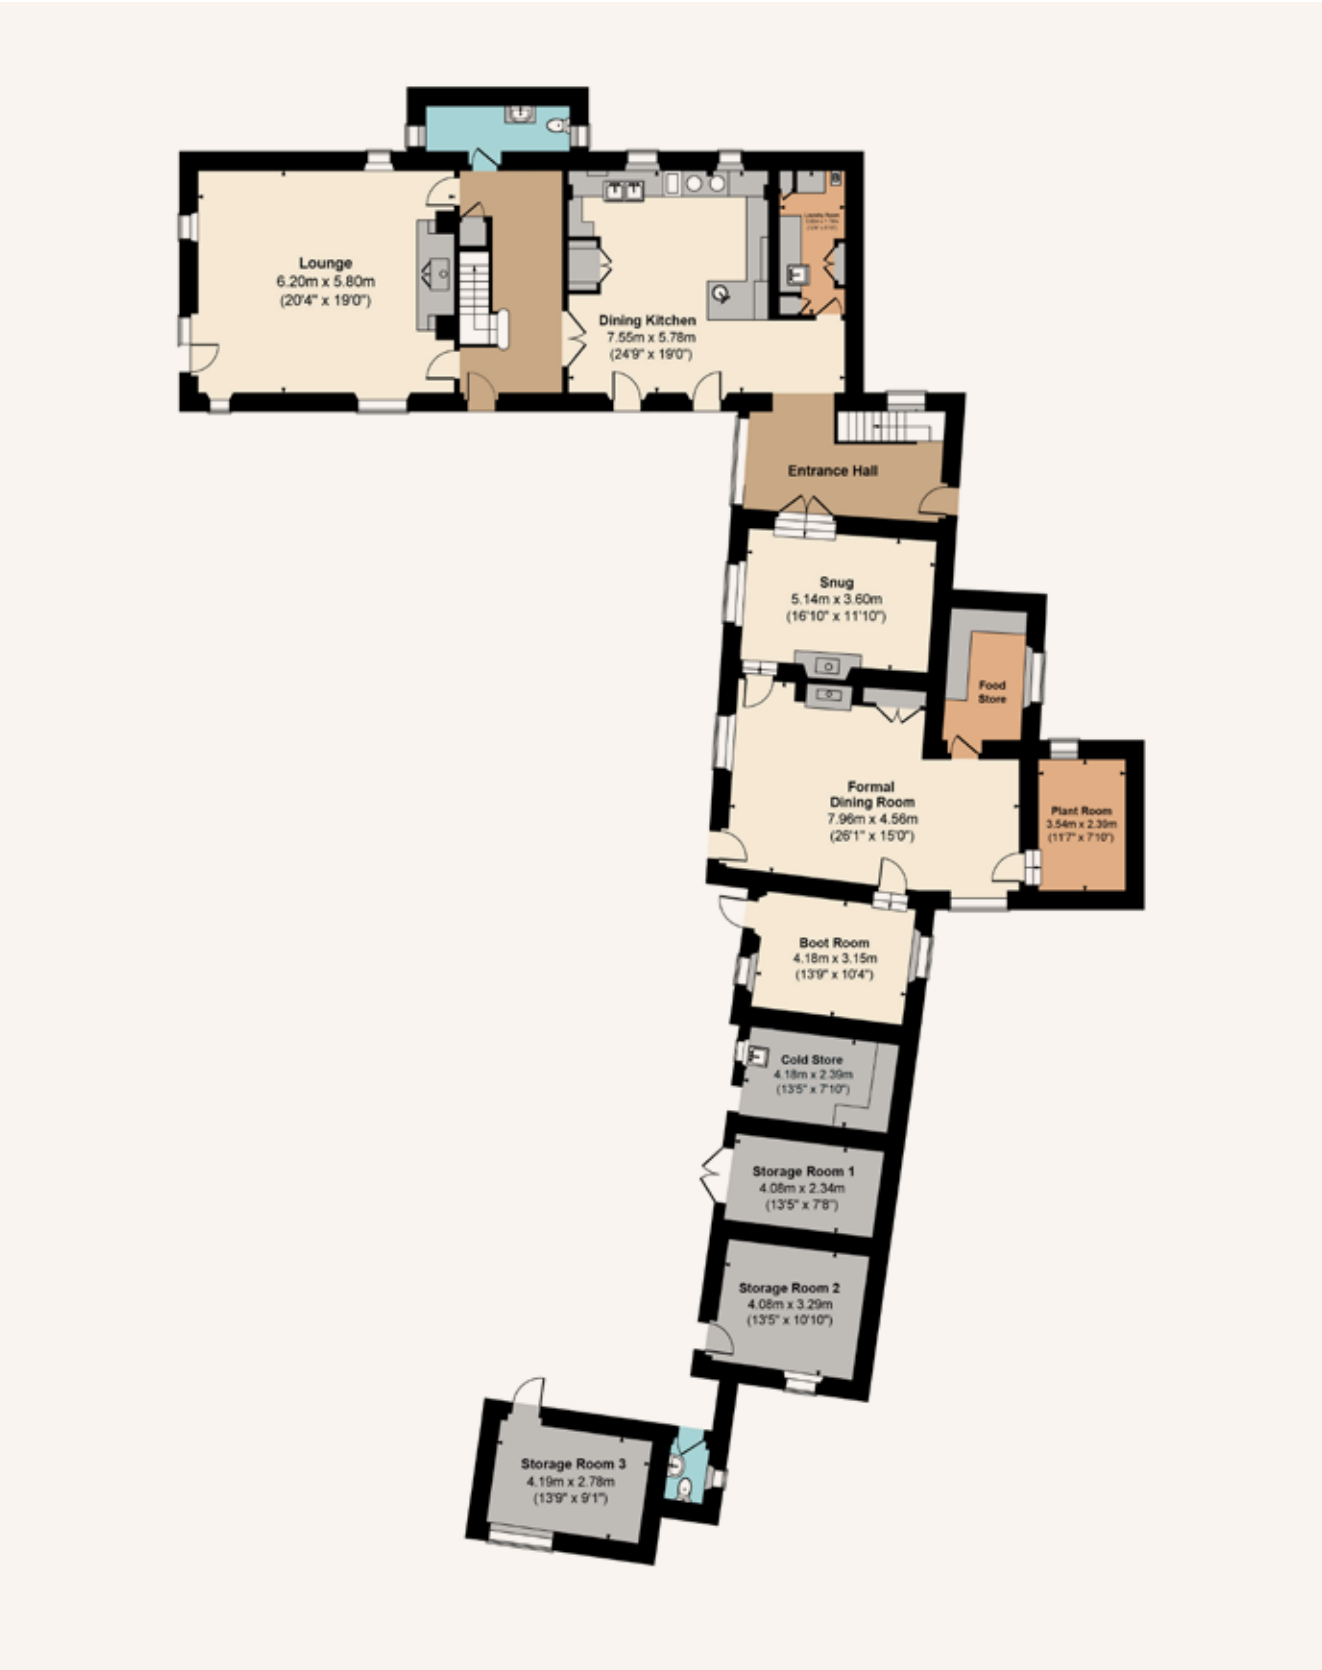 Lounge
6.20m x 5.80m
(20'4" x 19'0")
Dining Kitchen
7.55m x 5.78m
(24'9" x 19'0")
Laundry Room
Entrance Hall
Snug
5.14m x 3.60m
(16'10" x 11'10")
Food
Store
Formal
Dining Room
7.96m x 4.56m
(26'1" x 15'0")
Plant Room
3.54m x 2.39m
(11'7" x 7'10")
Boot Room
4.18m x 3.15m
(13'9" x 10'4")
Cold Store
4.18m x 2.39m
(13'5" x 7'10")
Storage Room 1
4.08m x 2.34m
(13'5" x 7'8")
Storage Room 2
4.08m x 3.29m
(13'5" x 10'10")
Storage Room 3
4.19m x 2.78m
(13'9" x 9'1")